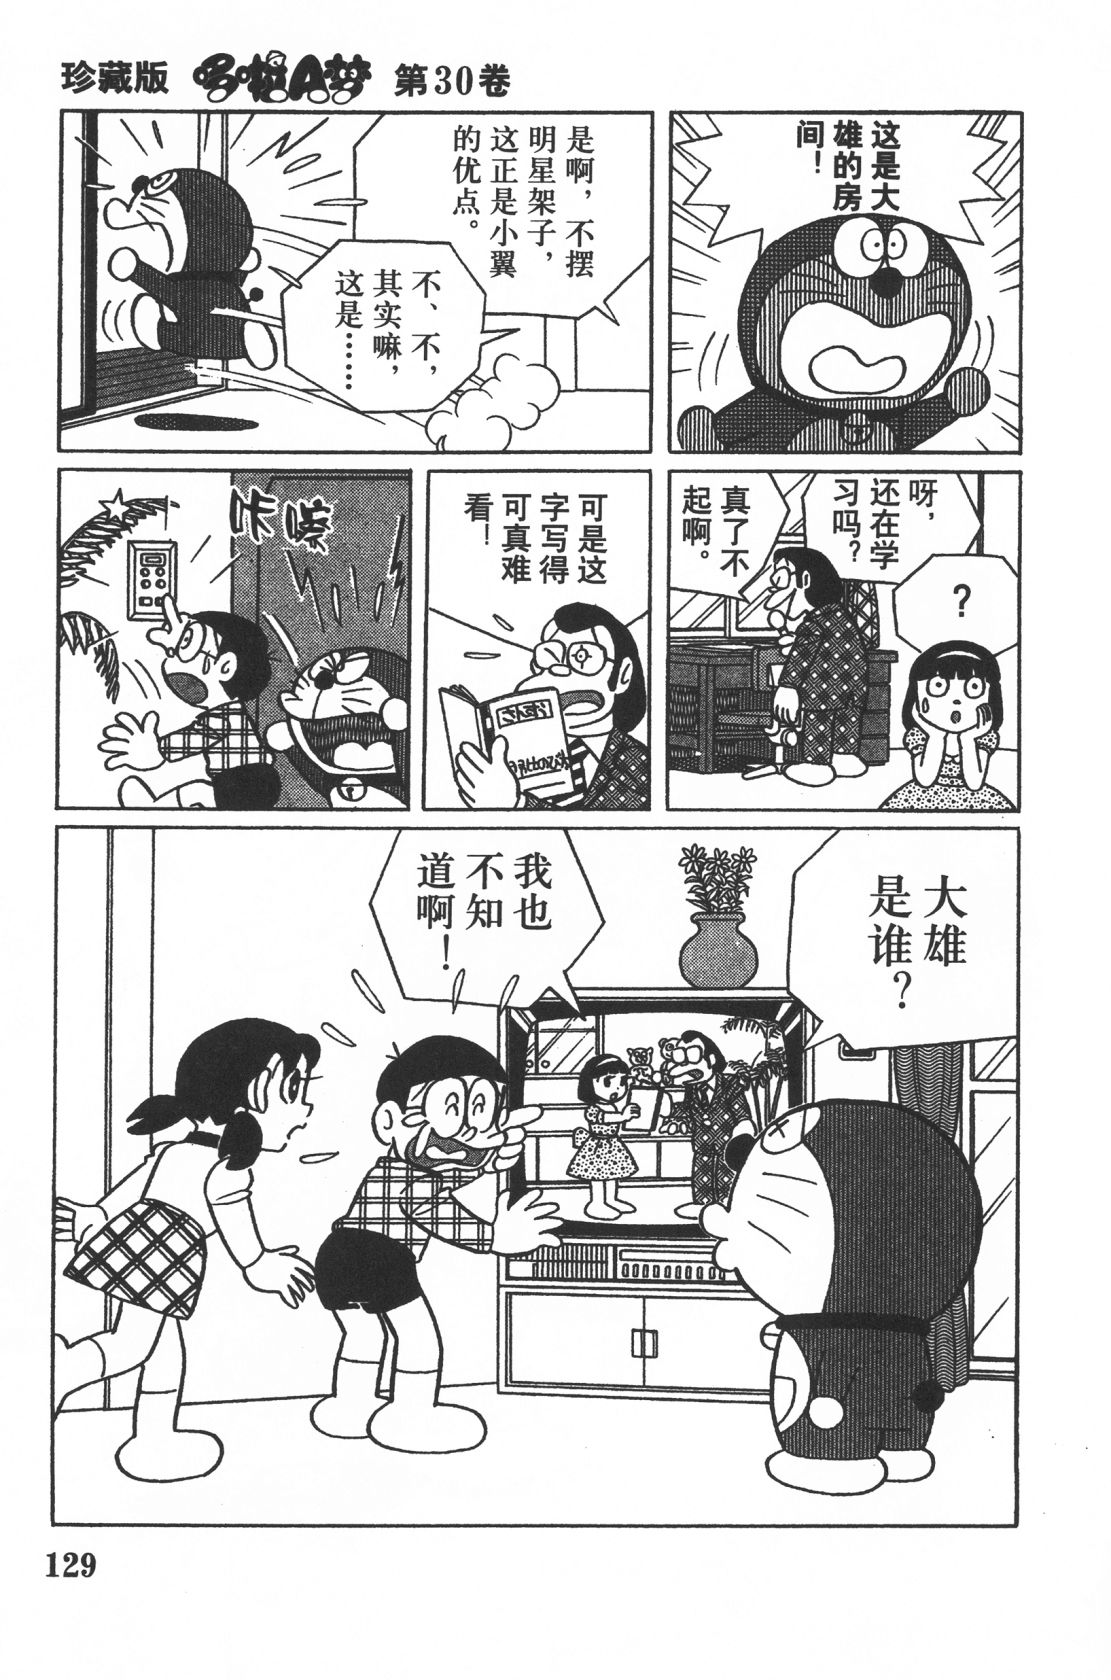 珍藏版 哆啦A梦 第30卷
这是大
雄的房
间！
是啊，不摆
明星架子，
这正是小翼
的优点。
不、不，
其实嘛，
这是……
呀，
还在学
习吗？
真了不
起啊。
？
可是这
字写得
可真难
看！
咔嚓
大雄
是谁？
我也
不知
道啊！
129